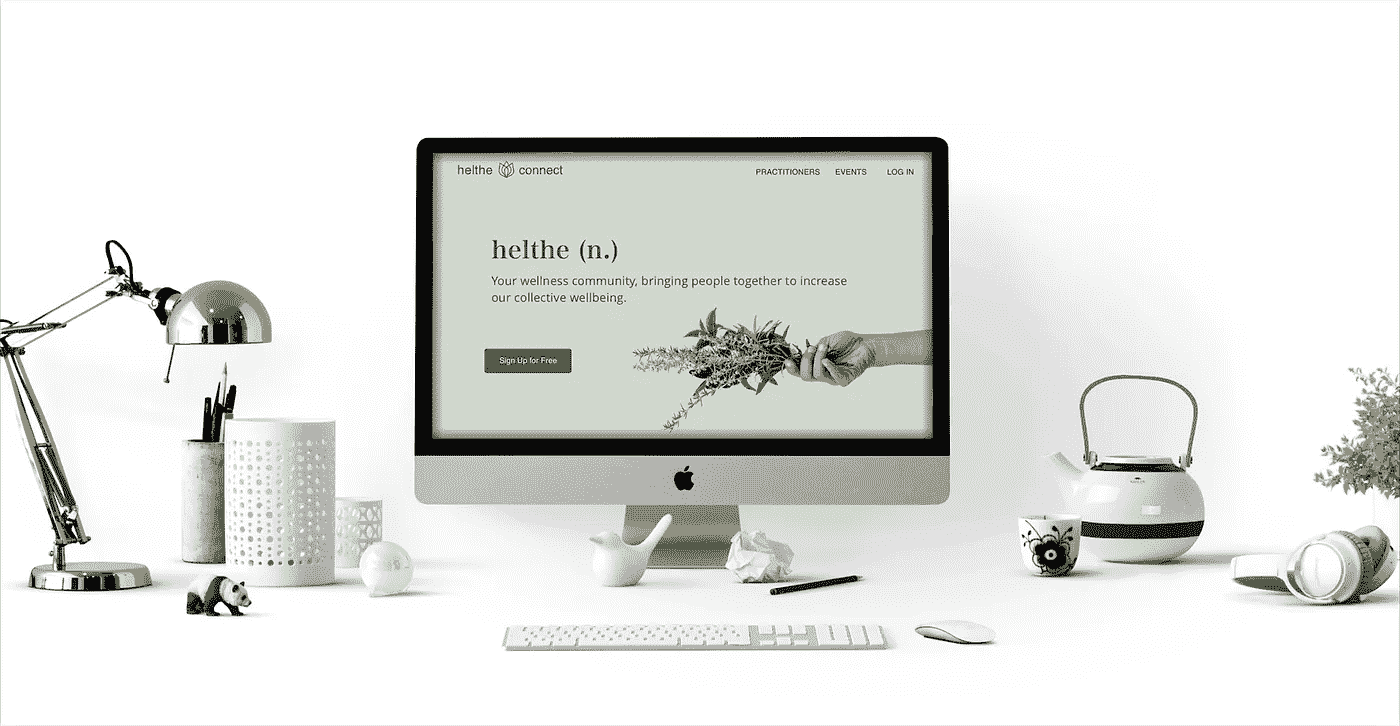 helthe connect
PRACTITIONERS EVENTS LOG IN
helthe (n.)
Your wellness community, bringing people together to increase
our collective wellbeing.
Sign Up for Free